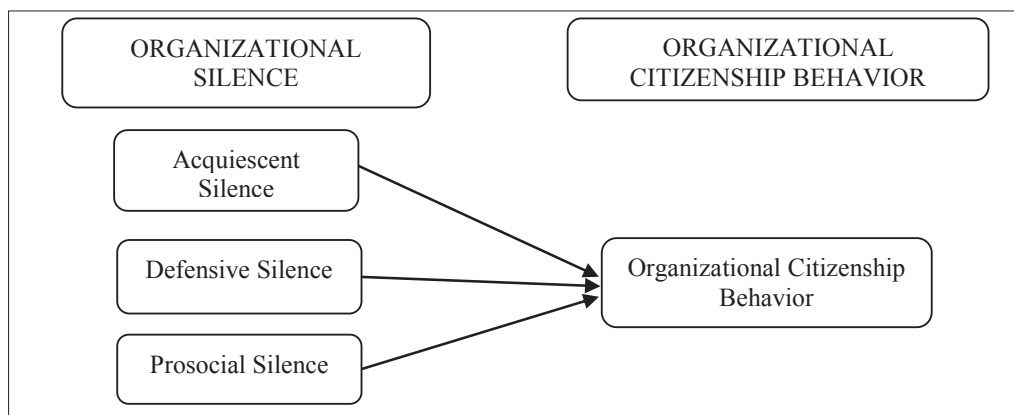 ORGANIZATIONAL
SILENCE
ORGANIZATIONAL
CITIZENSHIP BEHAVIOR
Acquiescent
Silence
Defensive Silence
Organizational Citizenship
Behavior
Prosocial Silence